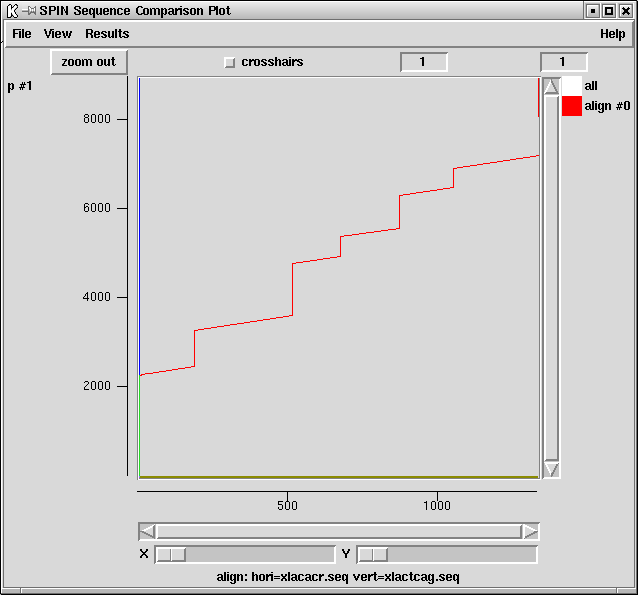 SPIN Sequence Comparison Plot
File View Results Help
zoom out crosshairs 1 1
p #1 all
align #0
8000
6000
4000
2000
500 1000
X Y
align: hori=xlacacr.seq vert=xlactcag.seq